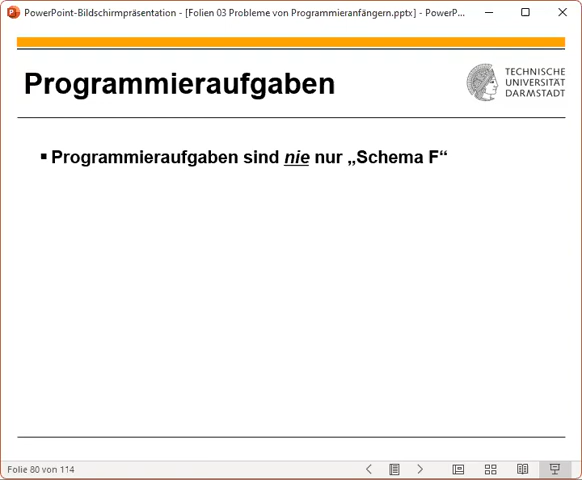 PowerPoint-Bildschirmpräsentation - [Folien 03 Probleme von Programmieranfängern.pptx] - PowerP...
Programmieraufgaben
TECHNISCHE
UNIVERSITÄT
DARMSTADT
▪ Programmieraufgaben sind nie nur „Schema F“
Folie 80 von 114